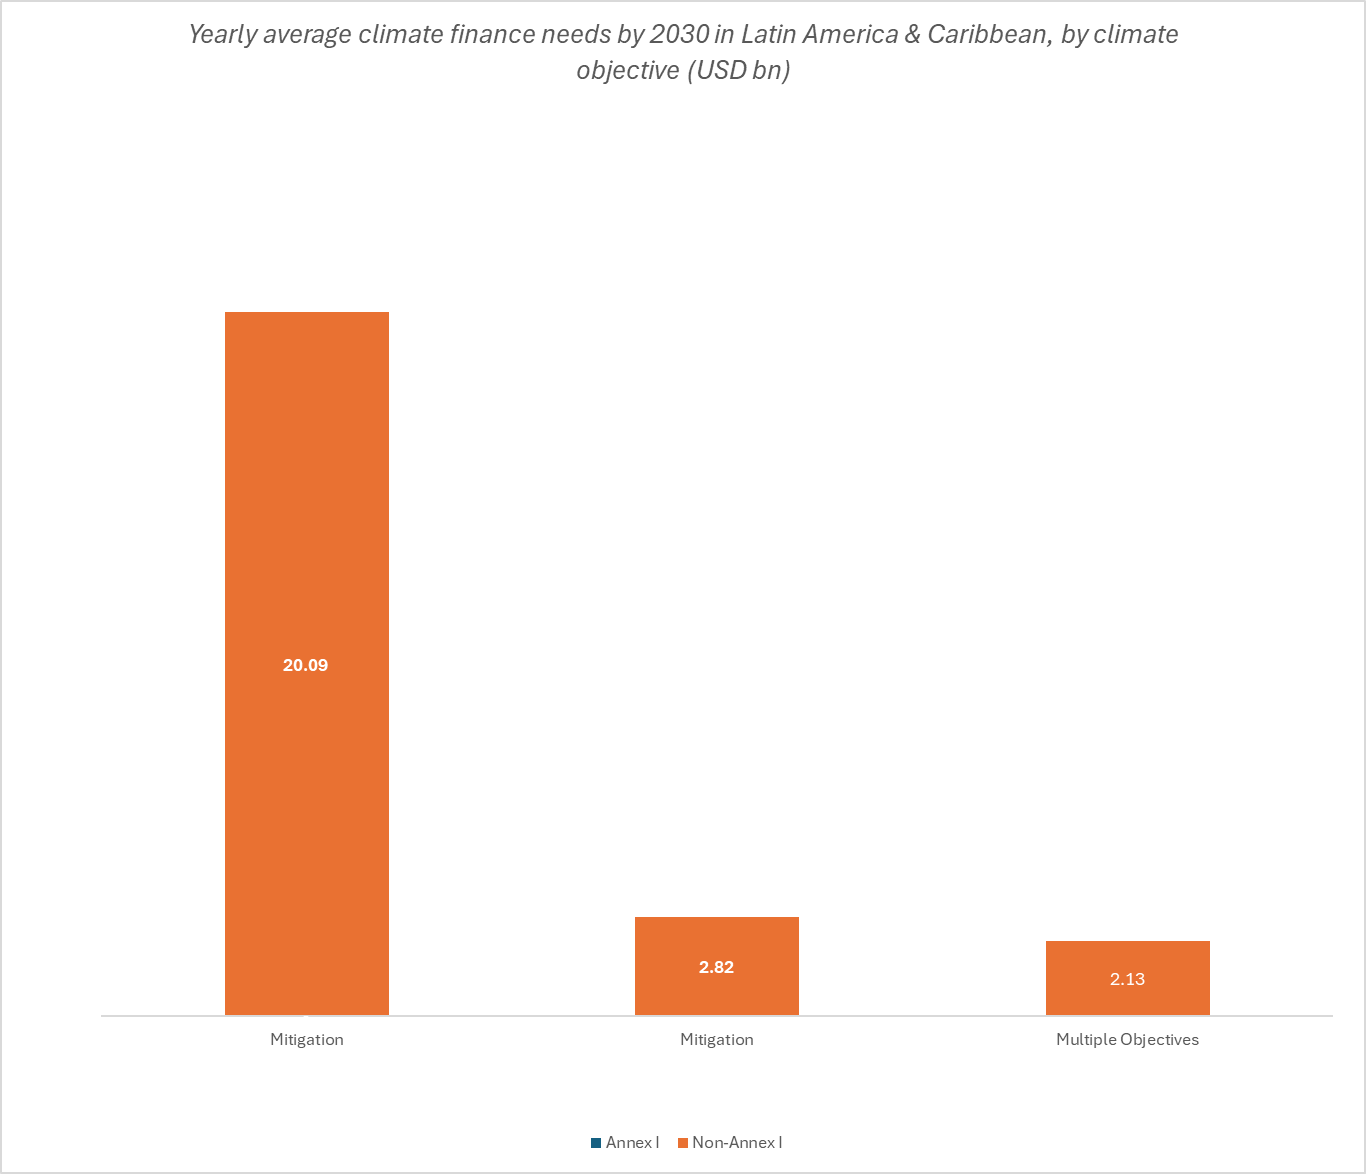 Yearly average climate finance needs by 2030 in Latin America & Caribbean, by climate
objective (USD bn)
20.09
2.82
2.13
Mitigation
Mitigation
Multiple Objectives
Annex I
Non-Annex I